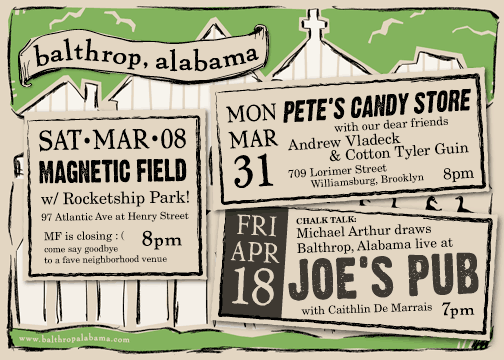 balthrop, alabama
SAT•MAR•08
MAGNETIC FIELD
w/ Rocketship Park!
97 Atlantic Ave at Henry Street
MF is closing : (
come say goodbye
to a fave neighborhood venue
8pm
MON
MAR
31
PETE'S CANDY STORE
with our dear friends
Andrew Vladeck
& Cotton Tyler Guin
709 Lorimer Street
Williamsburg, Brooklyn
8pm
FRI
APR
18
CHALK TALK:
Michael Arthur draws
Balthrop, Alabama live at
JOE'S PUB
with Caithlin De Marrais
7pm
www.balthropalabama.com